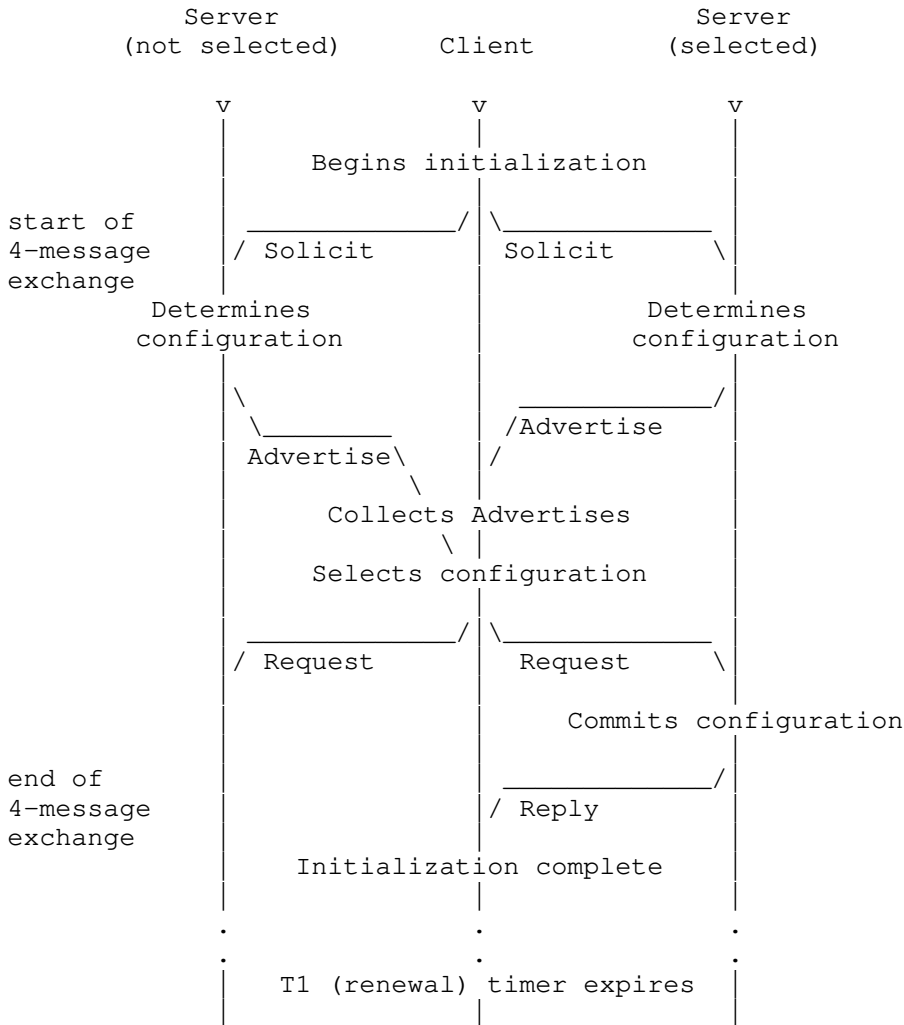 Server Server
(not selected) Client (selected)
v v v
Begins initialization
start of
4-message Solicit Solicit
exchange
Determines Determines
configuration configuration
Advertise
Advertise
Collects Advertises
Selects configuration
Request Request
Commits configuration
end of
4-message Reply
exchange
Initialization complete
. . .
. . .
T1 (renewal) timer expires